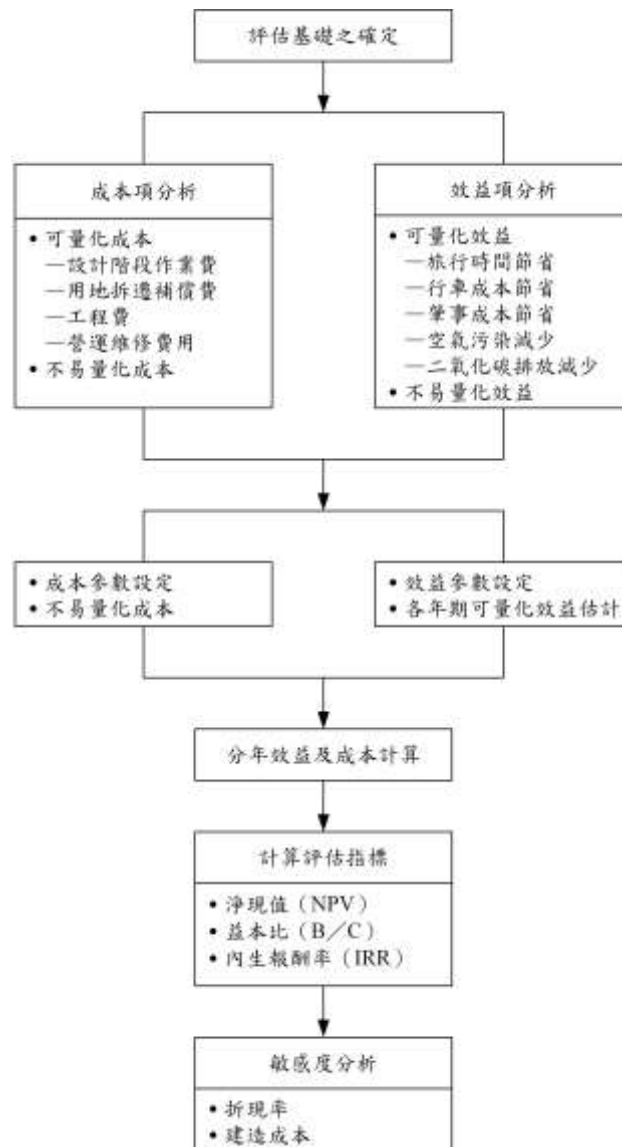 評估基礎之確定
成本項分析
• 可量化成本
—設計階段作業費
—用地拆遷補償費
—工程費
—營運維修費用
• 不易量化成本
效益項分析
• 可量化效益
—旅行時間節省
—行車成本節省
—肇事成本節省
—空氣污染減少
—二氧化碳排放減少
• 不易量化效益
• 成本參數設定
• 不易量化成本
• 效益參數設定
• 各年期可量化效益估計
分年效益及成本計算
計算評估指標
• 淨現值（NPV）
• 益本比（B／C）
• 內生報酬率（IRR）
敏感度分析
• 折現率
• 建造成本